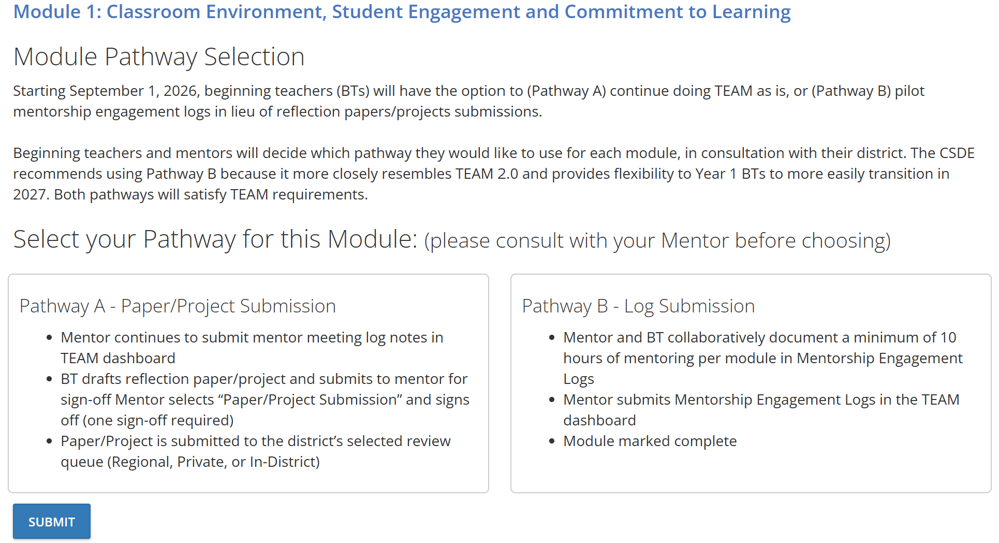 Module 1: Classroom Environment, Student Engagement and Commitment to Learning
Module Pathway Selection
Starting September 1, 2026, beginning teachers (BTs) will have the option to (Pathway A) continue doing TEAM as is, or (Pathway B) pilot
mentorship engagement logs in lieu of reflection papers/projects submissions.
Beginning teachers and mentors will decide which pathway they would like to use for each module, in consultation with their district. The CSDE
recommends using Pathway B because it more closely resembles TEAM 2.0 and provides flexibility to Year 1 BTs to more easily transition in
2027. Both pathways will satisfy TEAM requirements.
Select your Pathway for this Module: (please consult with your Mentor before choosing)
Pathway A - Paper/Project Submission
• Mentor continues to submit mentor meeting log notes in
TEAM dashboard
• BT drafts reflection paper/project and submits to mentor for
sign-off Mentor selects “Paper/Project Submission” and signs
off (one sign-off required)
• Paper/Project is submitted to the district’s selected review
queue (Regional, Private, or In-District)
Pathway B - Log Submission
• Mentor and BT collaboratively document a minimum of 10
hours of mentoring per module in Mentorship Engagement
Logs
• Mentor submits Mentorship Engagement Logs in the TEAM
dashboard
• Module marked complete
SUBMIT